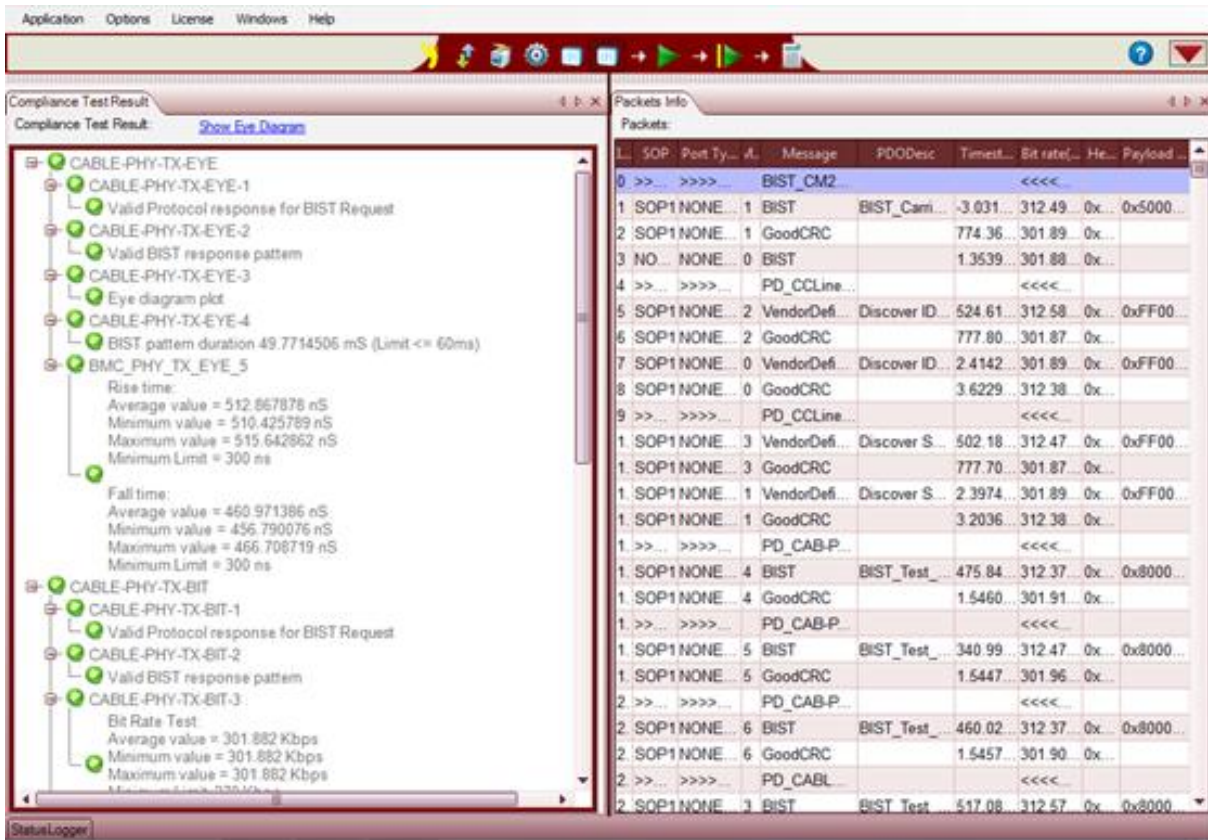 Application Options License Windows Help
Compliance Test Result
Compliance Test Result: Show Eye Diagram
CABLE-PHY-TX-EYE
CABLE-PHY-TX-EYE-1
Valid Protocol response for BIST Request
CABLE-PHY-TX-EYE-2
Valid BIST response pattern
CABLE-PHY-TX-EYE-3
Eye diagram plot
CABLE-PHY-TX-EYE-4
BIST pattern duration 49.7714506 mS (Limit <= 60ms)
BMC_PHY_TX_EYE_5
Rise time:
Average value = 512.867878 nS
Minimum value = 510.425789 nS
Maximum value = 515.642862 nS
Minimum Limit = 300 ns
Fall time:
Average value = 460.971386 nS
Minimum value = 456.790076 nS
Maximum value = 466.708719 nS
Minimum Limit = 300 ns
CABLE-PHY-TX-BIT
CABLE-PHY-TX-BIT-1
Valid Protocol response for BIST Request
CABLE-PHY-TX-BIT-2
Valid BIST response pattern
CABLE-PHY-TX-BIT-3
Bit Rate Test:
Average value = 301.882 Kbps
Minimum value = 301.882 Kbps
Maximum value = 301.882 Kbps
StatusLogger
Packets Info
Packets:
SOP Port Ty... Message PDODesc Timest... Bit rate(... He... Payload ...
0 >>... >>>>... BIST_CM2... <<<<...
1 SOP1 NONE... 1 BIST BIST_Carri... -3.031... 312.49... 0x... 0x5000...
2 SOP1 NONE... 1 GoodCRC 774.36... 301.89... 0x...
3 NO... NONE... 0 BIST 1.3539... 301.88... 0x...
4 >>... >>>>... PD_CCLine... <<<<...
5 SOP1 NONE... 2 VendorDefi... Discover ID... 524.61... 312.58... 0x... 0xFF00...
6 SOP1 NONE... 2 GoodCRC 777.80... 301.87... 0x...
7 SOP1 NONE... 0 VendorDefi... Discover ID... 2.4142... 301.89... 0x... 0xFF00...
8 SOP1 NONE... 0 GoodCRC 3.6229... 312.38... 0x...
9 >>... >>>>... PD_CCLine... <<<<...
1. SOP1 NONE... 3 VendorDefi... Discover S... 502.18... 312.47... 0x... 0xFF00...
1. SOP1 NONE... 3 GoodCRC 777.70... 301.87... 0x...
1. SOP1 NONE... 1 VendorDefi... Discover S... 2.3974... 301.89... 0x... 0xFF00...
1. SOP1 NONE... 1 GoodCRC 3.2036... 312.38... 0x...
1. >>... >>>>... PD_CAB-P... <<<<...
1. SOP1 NONE... 4 BIST BIST_Test_... 475.84... 312.37... 0x... 0x8000...
1. SOP1 NONE... 4 GoodCRC 1.5460... 301.91... 0x...
1. >>... >>>>... PD_CAB-P... <<<<...
1. SOP1 NONE... 5 BIST BIST_Test_... 340.99... 312.47... 0x... 0x8000...
1. SOP1 NONE... 5 GoodCRC 1.5447... 301.96... 0x...
2. >>... >>>>... PD_CAB-P... <<<<...
2. SOP1 NONE... 6 BIST BIST_Test_... 460.02... 312.37... 0x... 0x8000...
2. SOP1 NONE... 6 GoodCRC 1.5457... 301.90... 0x...
2. >>... >>>>... PD_CABL... <<<<...
2. SOP1 NONE... 3 BIST BIST_Test_... 517.08... 312.57... 0x... 0x8000...